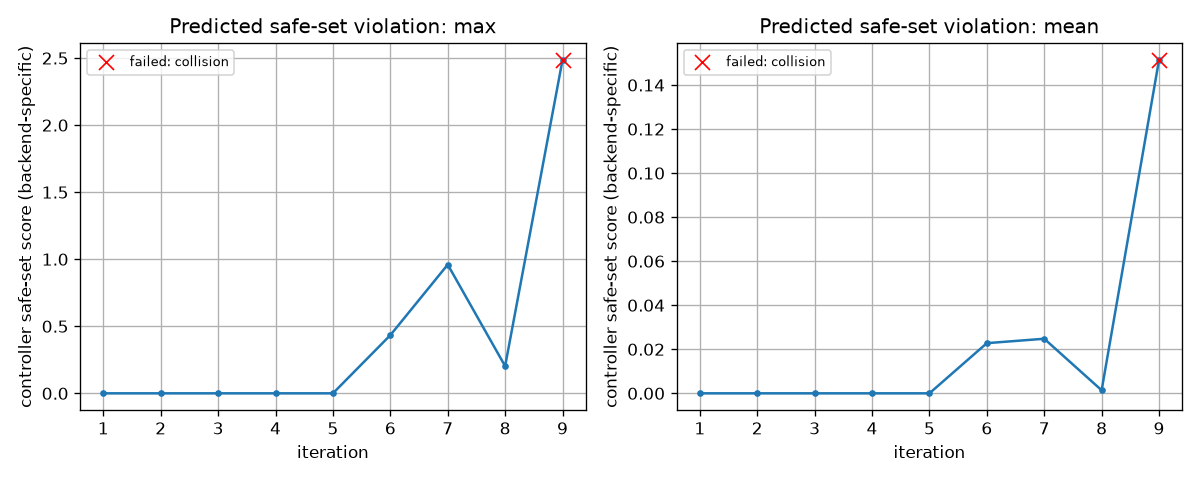 Predicted safe-set violation: max
controller safe-set score (backend-specific)
failed: collision
2.5
2.0
1.5
1.0
0.5
0.0
1 2 3 4 5 6 7 8 9
iteration
Predicted safe-set violation: mean
controller safe-set score (backend-specific)
failed: collision
0.14
0.12
0.10
0.08
0.06
0.04
0.02
0.00
1 2 3 4 5 6 7 8 9
iteration